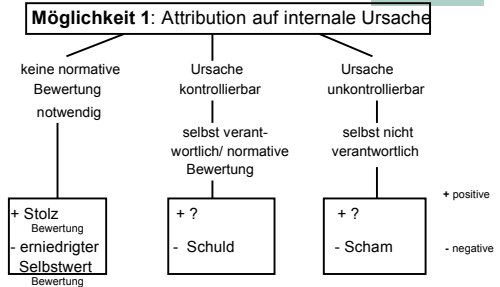 Möglichkeit 1: Attribution auf internale Ursache
keine normative
Bewertung
notwendig
Ursache
kontrollierbar
selbst verant-
wortlich/ normative
Bewertung
Ursache
unkontrollierbar
selbst nicht
verantwortlich
+ Stolz
Bewertung
- erniedrigter
Bewertung
Selbstwert
Bewertung
+ ?
- Schuld
+ ?
- Scham
+ positive
- negative